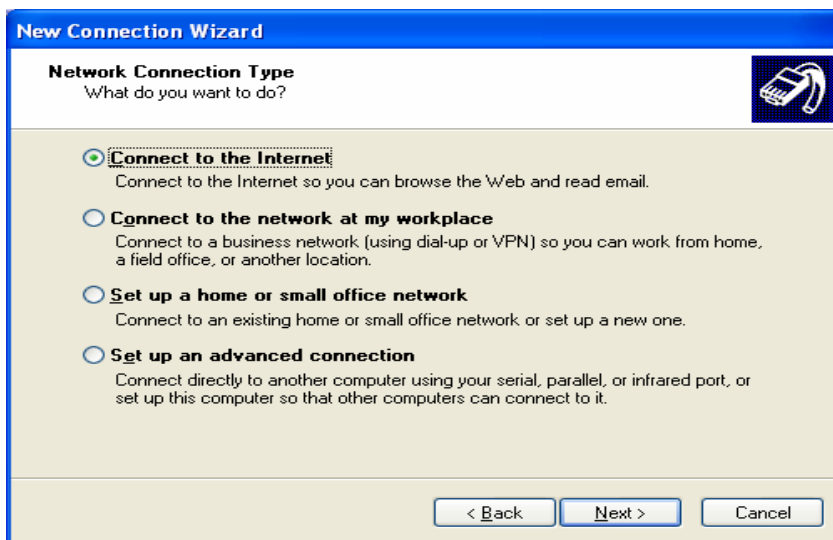 New Connection Wizard
Network Connection Type
What do you want to do?
Connect to the Internet
Connect to the Internet so you can browse the Web and read email.
Connect to the network at my workplace
Connect to a business network (using dial-up or VPN) so you can work from home,
a field office, or another location.
Set up a home or small office network
Connect to an existing home or small office network or set up a new one.
Set up an advanced connection
Connect directly to another computer using your serial, parallel, or infrared port, or
set up this computer so that other computers can connect to it.
< Back Next > Cancel